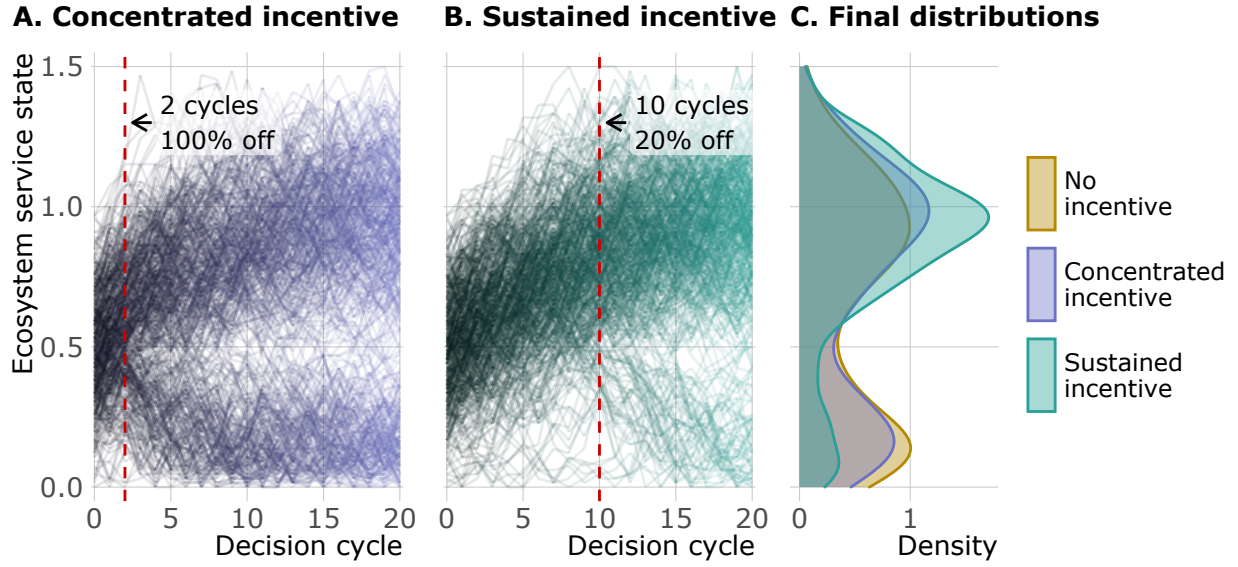 A. Concentrated incentive
B. Sustained incentive
C. Final distributions
Ecosystem service state
1.5
1.0
0.5
0.0
2 cycles
100% off
0
5
10
15
20
Decision cycle
10 cycles
20% off
0
5
10
15
20
Decision cycle
0
1
Density
No
incentive
Concentrated
incentive
Sustained
incentive